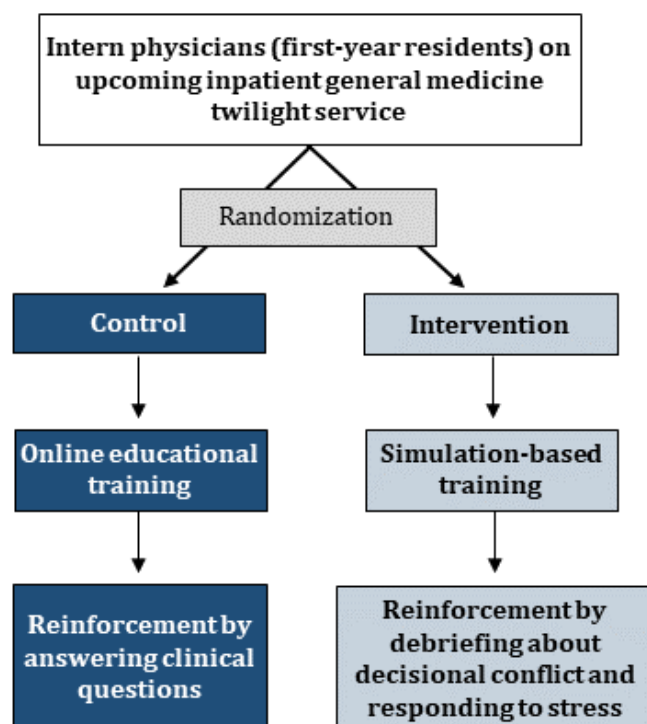 Intern physicians (first-year residents) on
upcoming inpatient general medicine
twilight service
Randomization
Control
Intervention
Online educational
training
Simulation-based
training
Reinforcement by
answering clinical
questions
Reinforcement by
debriefing about
decisional conflict and
responding to stress